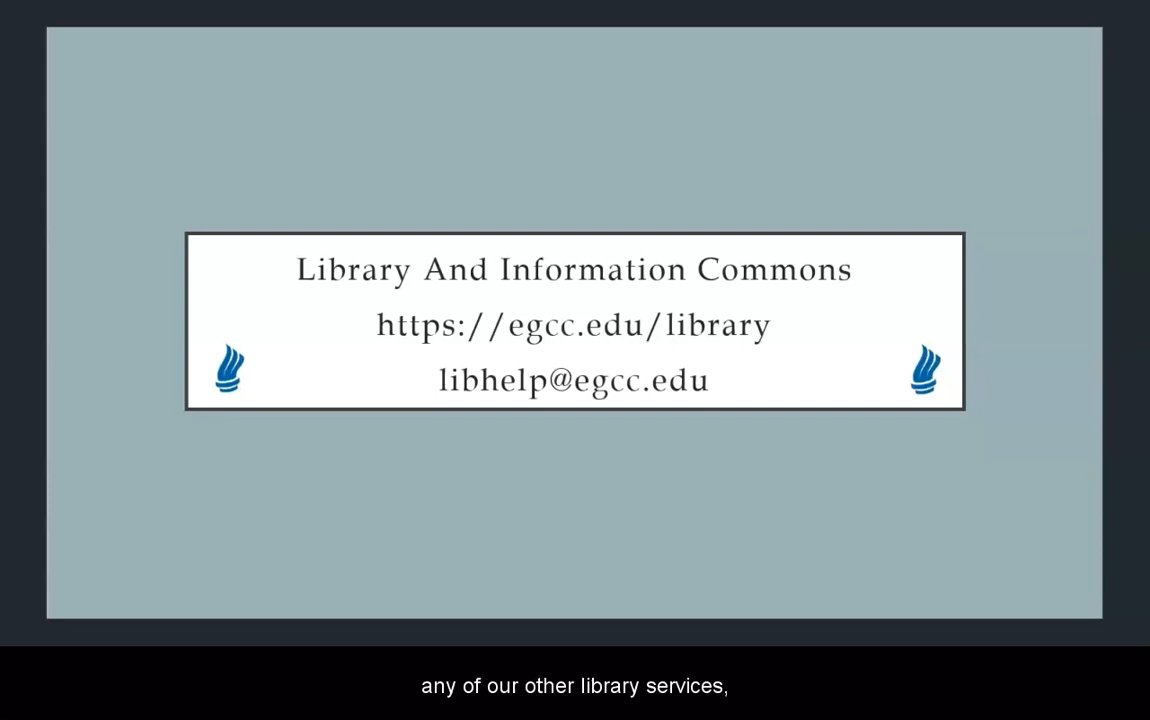 Library And Information Commons
https://egcc.edu/library
libhelp@egcc.edu
any of our other library services,